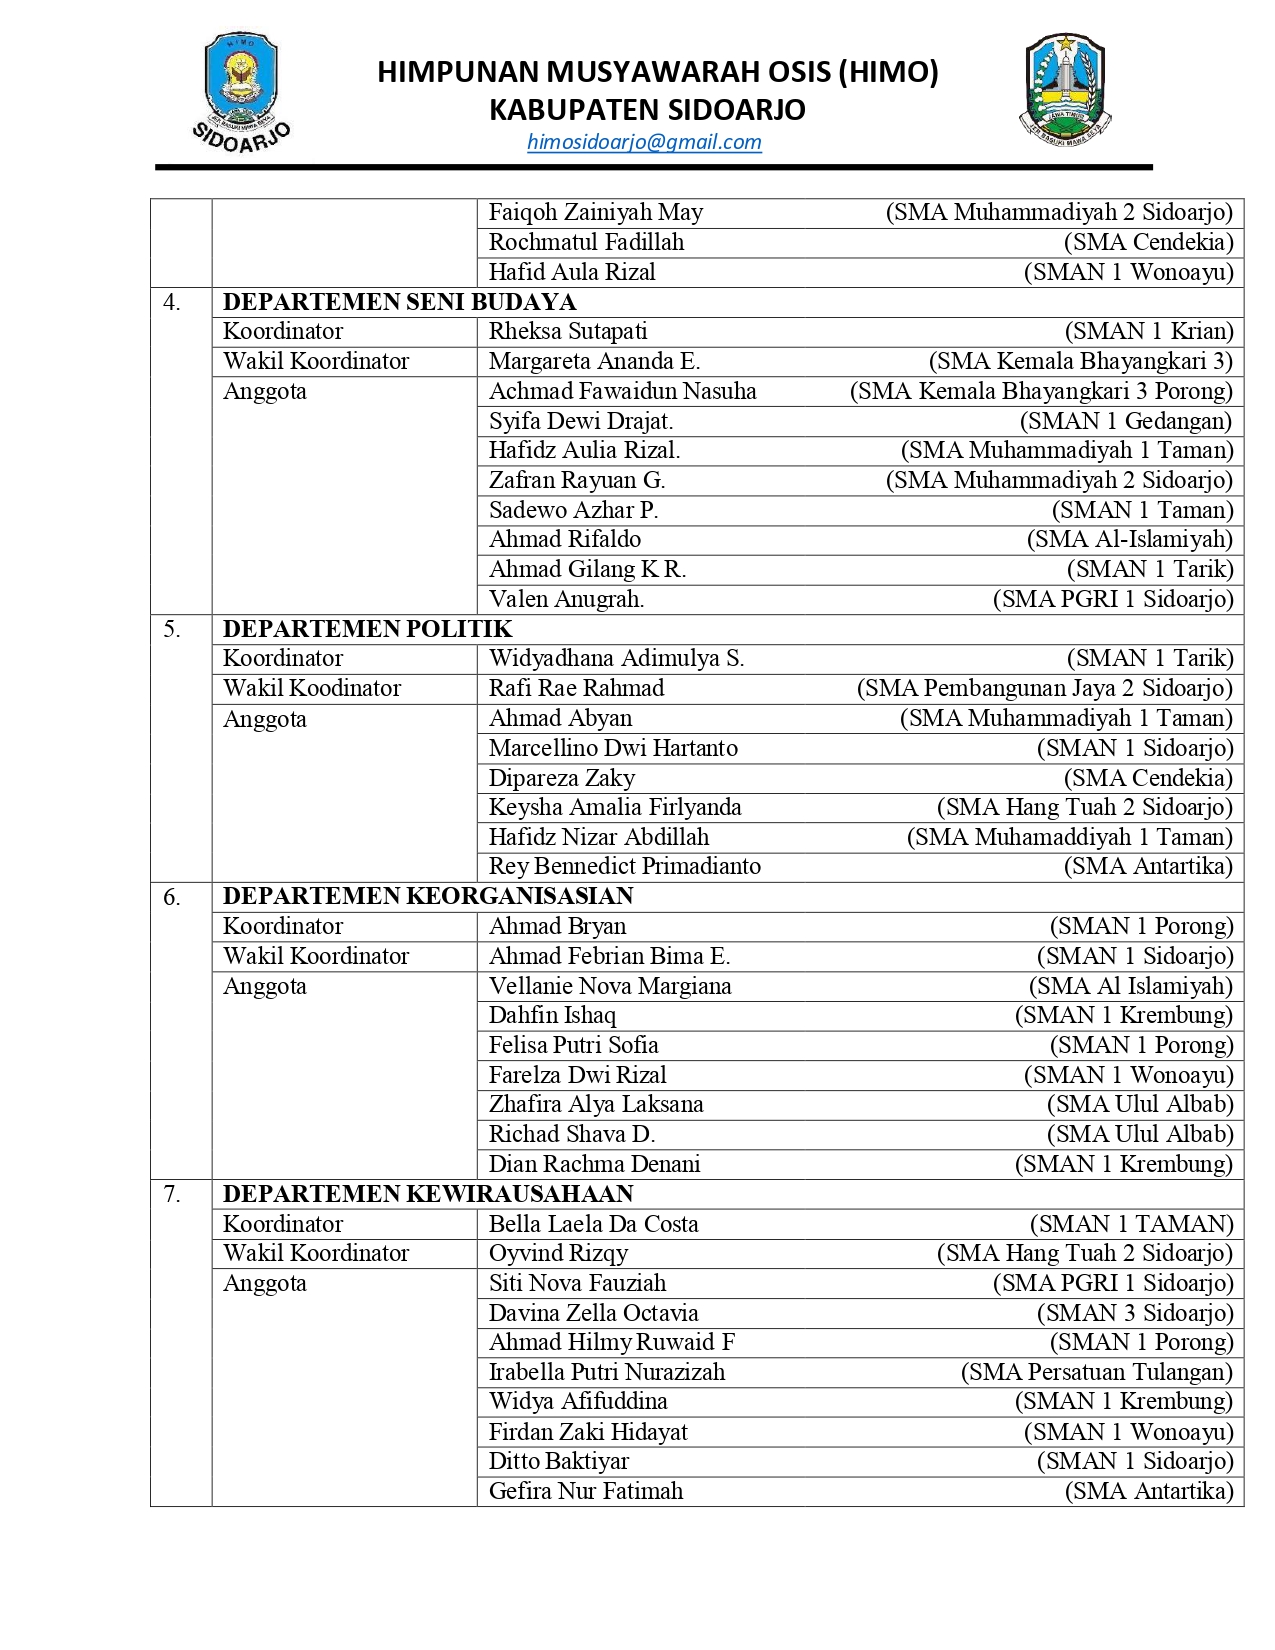 HIMO
JER BASUKI MAWA BEYA
SIDOARJO
HIMPUNAN MUSYAWARAH OSIS (HIMO)
KABUPATEN SIDOARJO
himosidoarjo@gmail.com
JAWA TIMUR
JER BASUKI MAWA BEYA
Faiqoh Zainiyah May (SMA Muhammadiyah 2 Sidoarjo)
Rochmatul Fadillah (SMA Cendekia)
Hafid Aula Rizal (SMAN 1 Wonoayu)
4. DEPARTEMEN SENI BUDAYA
Koordinator Rheksa Sutapati (SMAN 1 Krian)
Wakil Koordinator Margareta Ananda E. (SMA Kemala Bhayangkari 3)
Anggota Achmad Fawaidun Nasuha (SMA Kemala Bhayangkari 3 Porong)
Syifa Dewi Drajat. (SMAN 1 Gedangan)
Hafidz Aulia Rizal. (SMA Muhammadiyah 1 Taman)
Zafran Rayuan G. (SMA Muhammadiyah 2 Sidoarjo)
Sadewo Azhar P. (SMAN 1 Taman)
Ahmad Rifaldo (SMA Al-Islamiyah)
Ahmad Gilang K R. (SMAN 1 Tarik)
Valen Anugrah. (SMA PGRI 1 Sidoarjo)
5. DEPARTEMEN POLITIK
Koordinator Widyadhana Adimulya S. (SMAN 1 Tarik)
Wakil Koodinator Rafi Rae Rahmad (SMA Pembangunan Jaya 2 Sidoarjo)
Anggota Ahmad Abyan (SMA Muhammadiyah 1 Taman)
Marcellino Dwi Hartanto (SMAN 1 Sidoarjo)
Dipareza Zaky (SMA Cendekia)
Keysha Amalia Firlyanda (SMA Hang Tuah 2 Sidoarjo)
Hafidz Nizar Abdillah (SMA Muhamaddiyah 1 Taman)
Rey Bennedict Primadianto (SMA Antartika)
6. DEPARTEMEN KEORGANISASIAN
Koordinator Ahmad Bryan (SMAN 1 Porong)
Wakil Koordinator Ahmad Febrian Bima E. (SMAN 1 Sidoarjo)
Anggota Vellanie Nova Margiana (SMA Al Islamiyah)
Dahfin Ishaq (SMAN 1 Krembung)
Felisa Putri Sofia (SMAN 1 Porong)
Farelza Dwi Rizal (SMAN 1 Wonoayu)
Zhafira Alya Laksana (SMA Ulul Albab)
Richad Shava D. (SMA Ulul Albab)
Dian Rachma Denani (SMAN 1 Krembung)
7. DEPARTEMEN KEWIRAUSAHAAN
Koordinator Bella Laela Da Costa (SMAN 1 TAMAN)
Wakil Koordinator Oyvind Rizqy (SMA Hang Tuah 2 Sidoarjo)
Anggota Siti Nova Fauziah (SMA PGRI 1 Sidoarjo)
Davina Zella Octavia (SMAN 3 Sidoarjo)
Ahmad Hilmy Ruwaid F (SMAN 1 Porong)
Irabella Putri Nurazizah (SMA Persatuan Tulangan)
Widya Afifuddina (SMAN 1 Krembung)
Firdan Zaki Hidayat (SMAN 1 Wonoayu)
Ditto Baktiyar (SMAN 1 Sidoarjo)
Gefira Nur Fatimah (SMA Antartika)